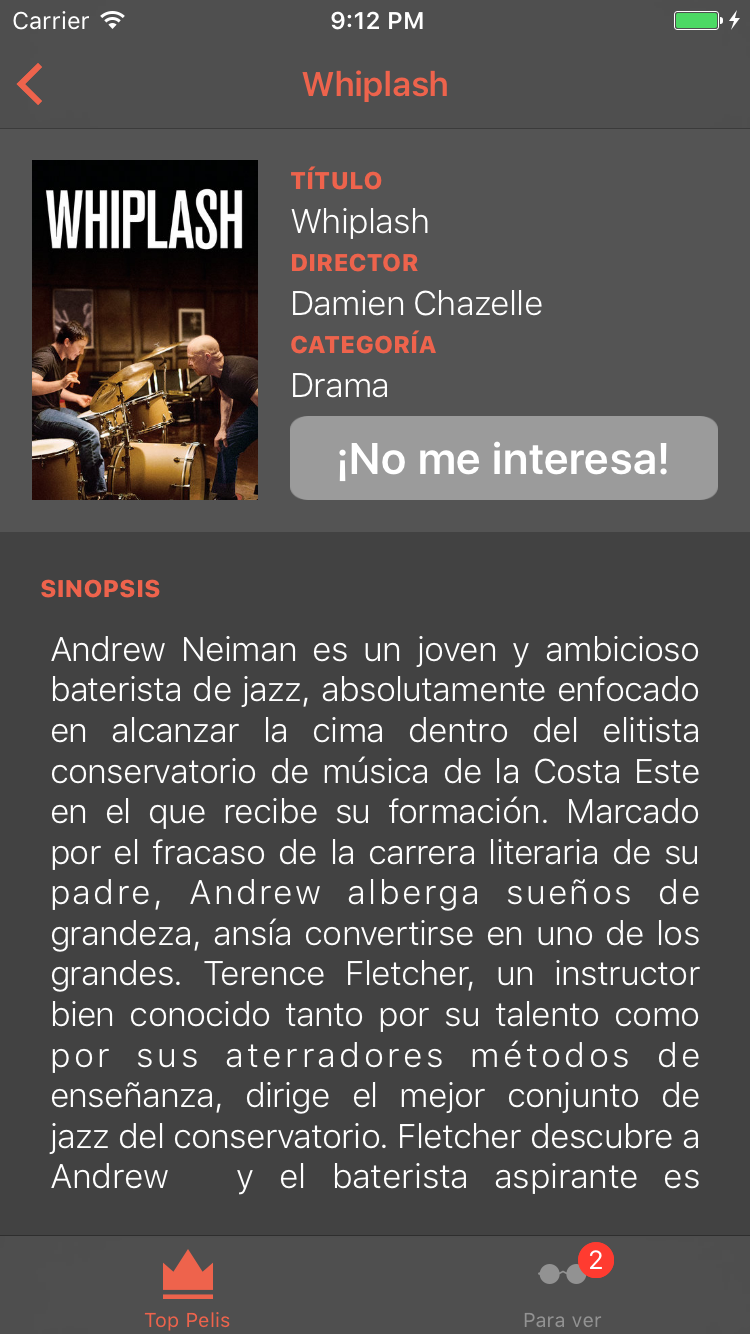 Carrier 9:12 PM
Whiplash
WHIPLASH
TÍTULO
Whiplash
DIRECTOR
Damien Chazelle
CATEGORÍA
Drama
¡No me interesa!
SINOPSIS
Andrew Neiman es un joven y ambicioso
baterista de jazz, absolutamente enfocado
en alcanzar la cima dentro del elitista
conservatorio de música de la Costa Este
en el que recibe su formación. Marcado
por el fracaso de la carrera literaria de su
padre, Andrew alberga sueños de
grandeza, ansía convertirse en uno de los
grandes. Terence Fletcher, un instructor
bien conocido tanto por su talento como
por sus aterradores métodos de
enseñanza, dirige el mejor conjunto de
jazz del conservatorio. Fletcher descubre a
Andrew y el baterista aspirante es
2
Top Pelis
Para ver